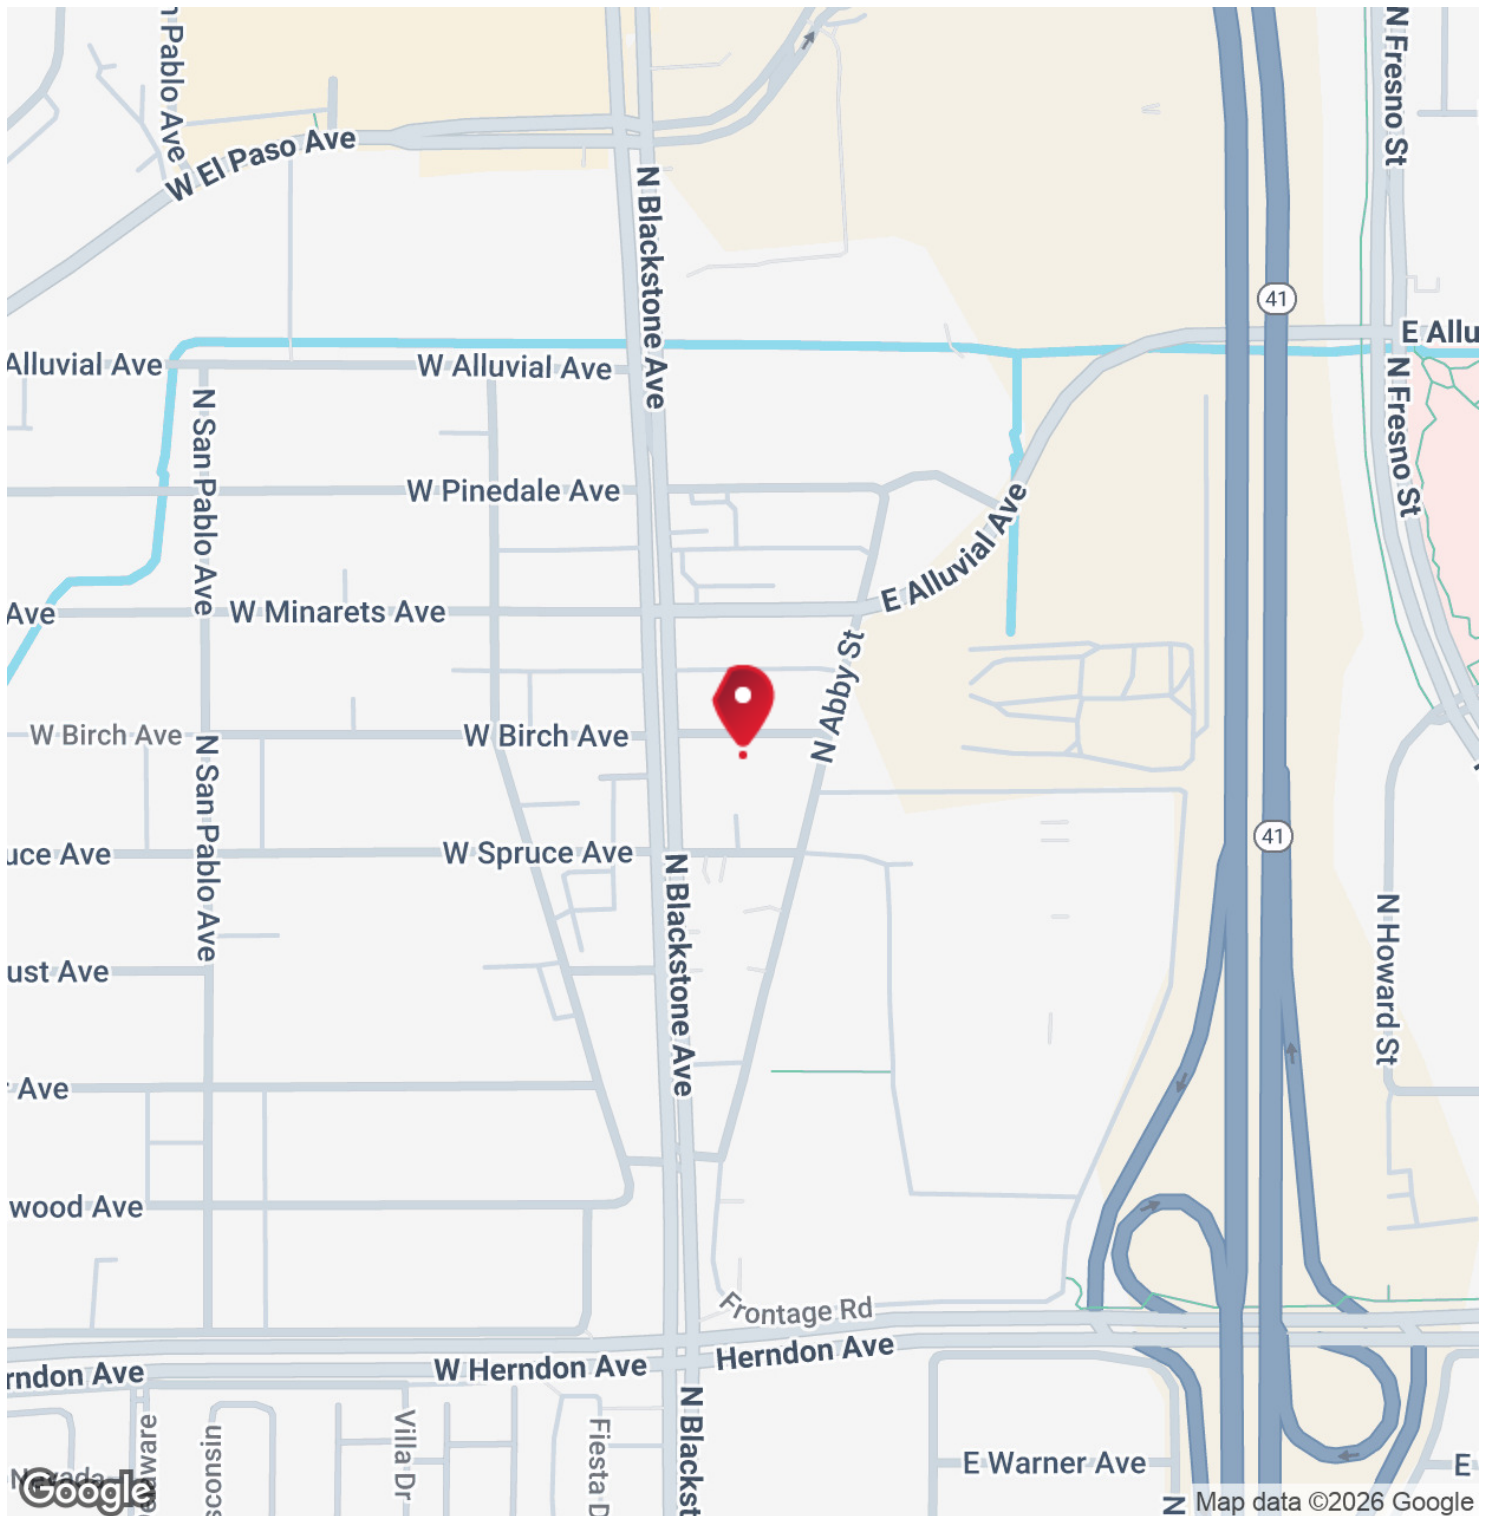 n Pablo Ave
N Fresno St
W El Paso Ave
N Blackstone Ave
41
E Allu
Alluvial Ave
W Alluvial Ave
N San Pablo Ave
N Fresno St
W Pinedale Ave
E Alluvial Ave
Ave
W Minarets Ave
N Abby St
W Birch Ave
W Birch Ave
N San Pablo Ave
41
uce Ave
W Spruce Ave
N Blackstone Ave
N Howard St
ust Ave
Ave
wood Ave
Frontage Rd
Herndon Ave
rndon Ave
W Herndon Ave
N Blackst
Villa Dr
Fiesta D
eware
sconsin
E Warner Ave
E
Nevada
Google
N
Map data ©2026 Google